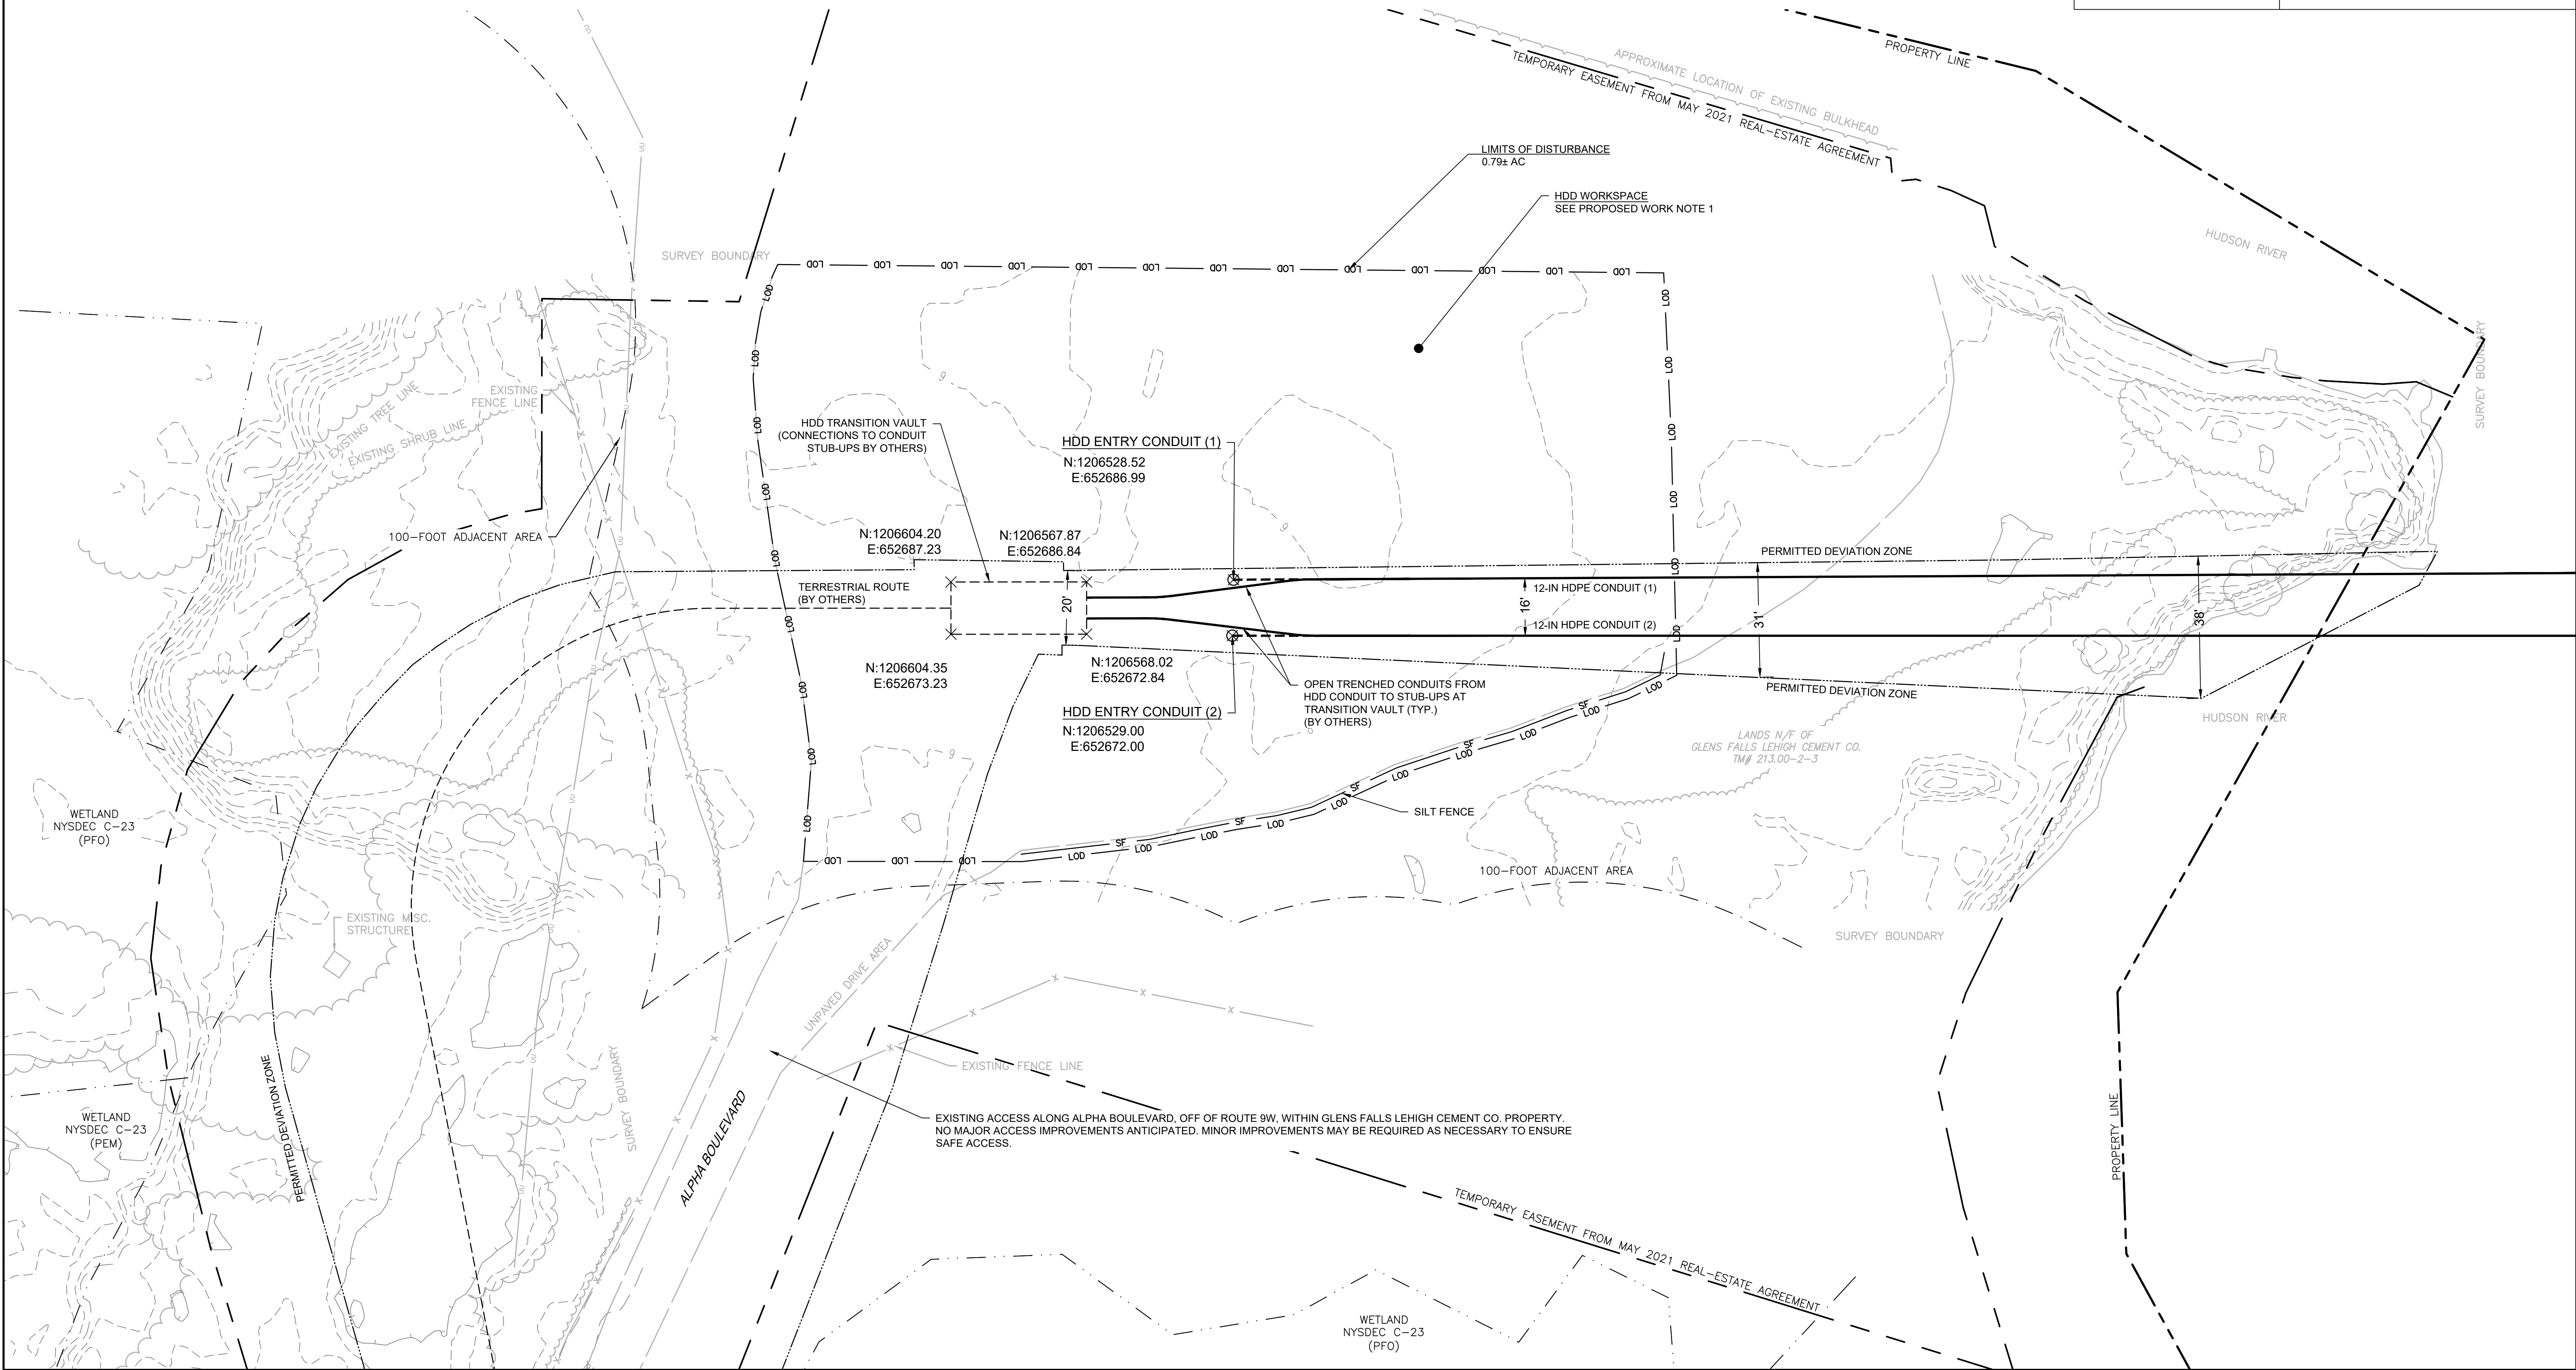 PROPERTY LINE
APPROXIMATE LOCATION OF EXISTING BULKHEAD
TEMPORARY EASEMENT FROM MAY 2021 REAL-ESTATE AGREEMENT
LIMITS OF DISTURBANCE
0.79± AC
HDD WORKSPACE
SEE PROPOSED WORK NOTE 1
HUDSON RIVER
SURVEY BOUNDARY
SURVEY BOUNDARY
EXISTING
FENCE LINE
EXISTING TREE LINE
EXISTING SHRUB LINE
HDD TRANSITION VAULT
(CONNECTIONS TO CONDUIT
STUB-UPS BY OTHERS)
HDD ENTRY CONDUIT (1)
N:1206528.52
E:652686.99
9
9
100-FOOT ADJACENT AREA
N:1206604.20
E:652687.23
N:1206567.87
E:652686.84
PERMITTED DEVIATION ZONE
TERRESTRIAL ROUTE
(BY OTHERS)
20'
16'
12-IN HDPE CONDUIT (1)
12-IN HDPE CONDUIT (2)
31'
38'
N:1206604.35
E:652673.23
N:1206568.02
E:652672.84
9
PERMITTED DEVIATION ZONE
OPEN TRENCHED CONDUITS FROM
HDD CONDUIT TO STUB-UPS AT
TRANSITION VAULT (TYP.)
(BY OTHERS)
HDD ENTRY CONDUIT (2)
N:1206529.00
E:652672.00
HUDSON RIVER
LANDS N/F OF
GLENS FALLS LEHIGH CEMENT CO.
TM# 213.00-2-3
9
LOD
SF
SILT FENCE
WETLAND
NYSDEC C-23
(PFO)
100-FOOT ADJACENT AREA
EXISTING MISC.
STRUCTURE
SURVEY BOUNDARY
UNPAVED DRIVE AREA
EXISTING FENCE LINE
PERMITTED DEVIATION ZONE
SURVEY BOUNDARY
ALPHA BOULEVARD
WETLAND
NYSDEC C-23
(PEM)
EXISTING ACCESS ALONG ALPHA BOULEVARD, OFF OF ROUTE 9W, WITHIN GLENS FALLS LEHIGH CEMENT CO. PROPERTY.
NO MAJOR ACCESS IMPROVEMENTS ANTICIPATED. MINOR IMPROVEMENTS MAY BE REQUIRED AS NECESSARY TO ENSURE
SAFE ACCESS.
PROPERTY LINE
TEMPORARY EASEMENT FROM MAY 2021 REAL-ESTATE AGREEMENT
WETLAND
NYSDEC C-23
(PFO)